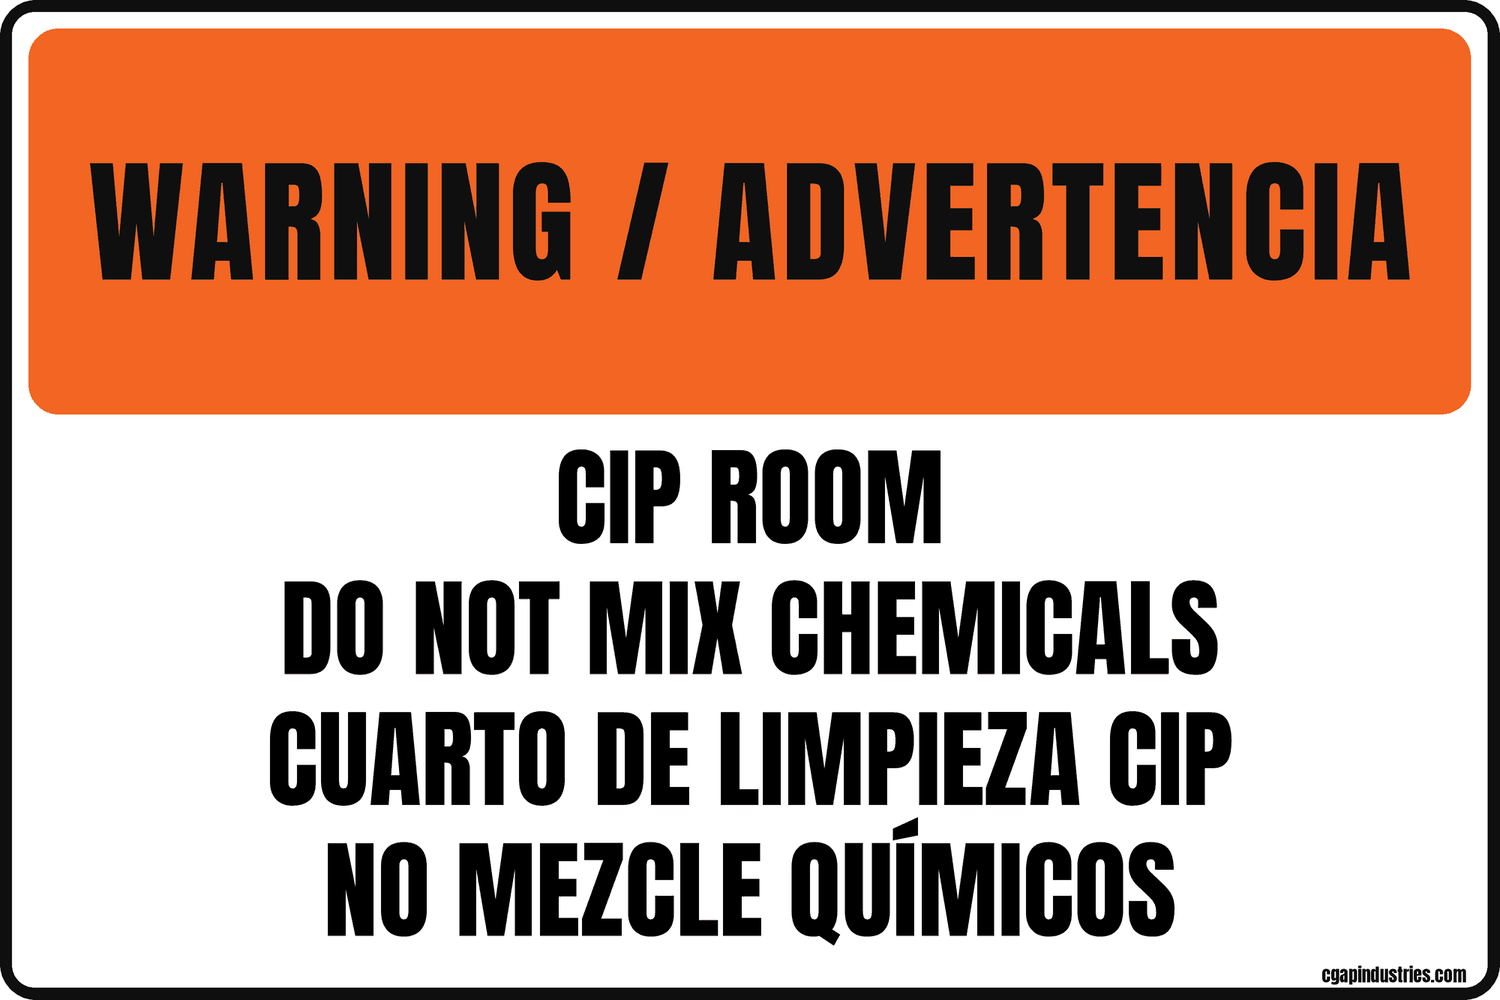 WARNING / ADVERTENCIA
CIP ROOM
DO NOT MIX CHEMICALS
CUARTO DE LIMPIEZA CIP
NO MEZCLE QUÍMICOS
cgapindustries.com